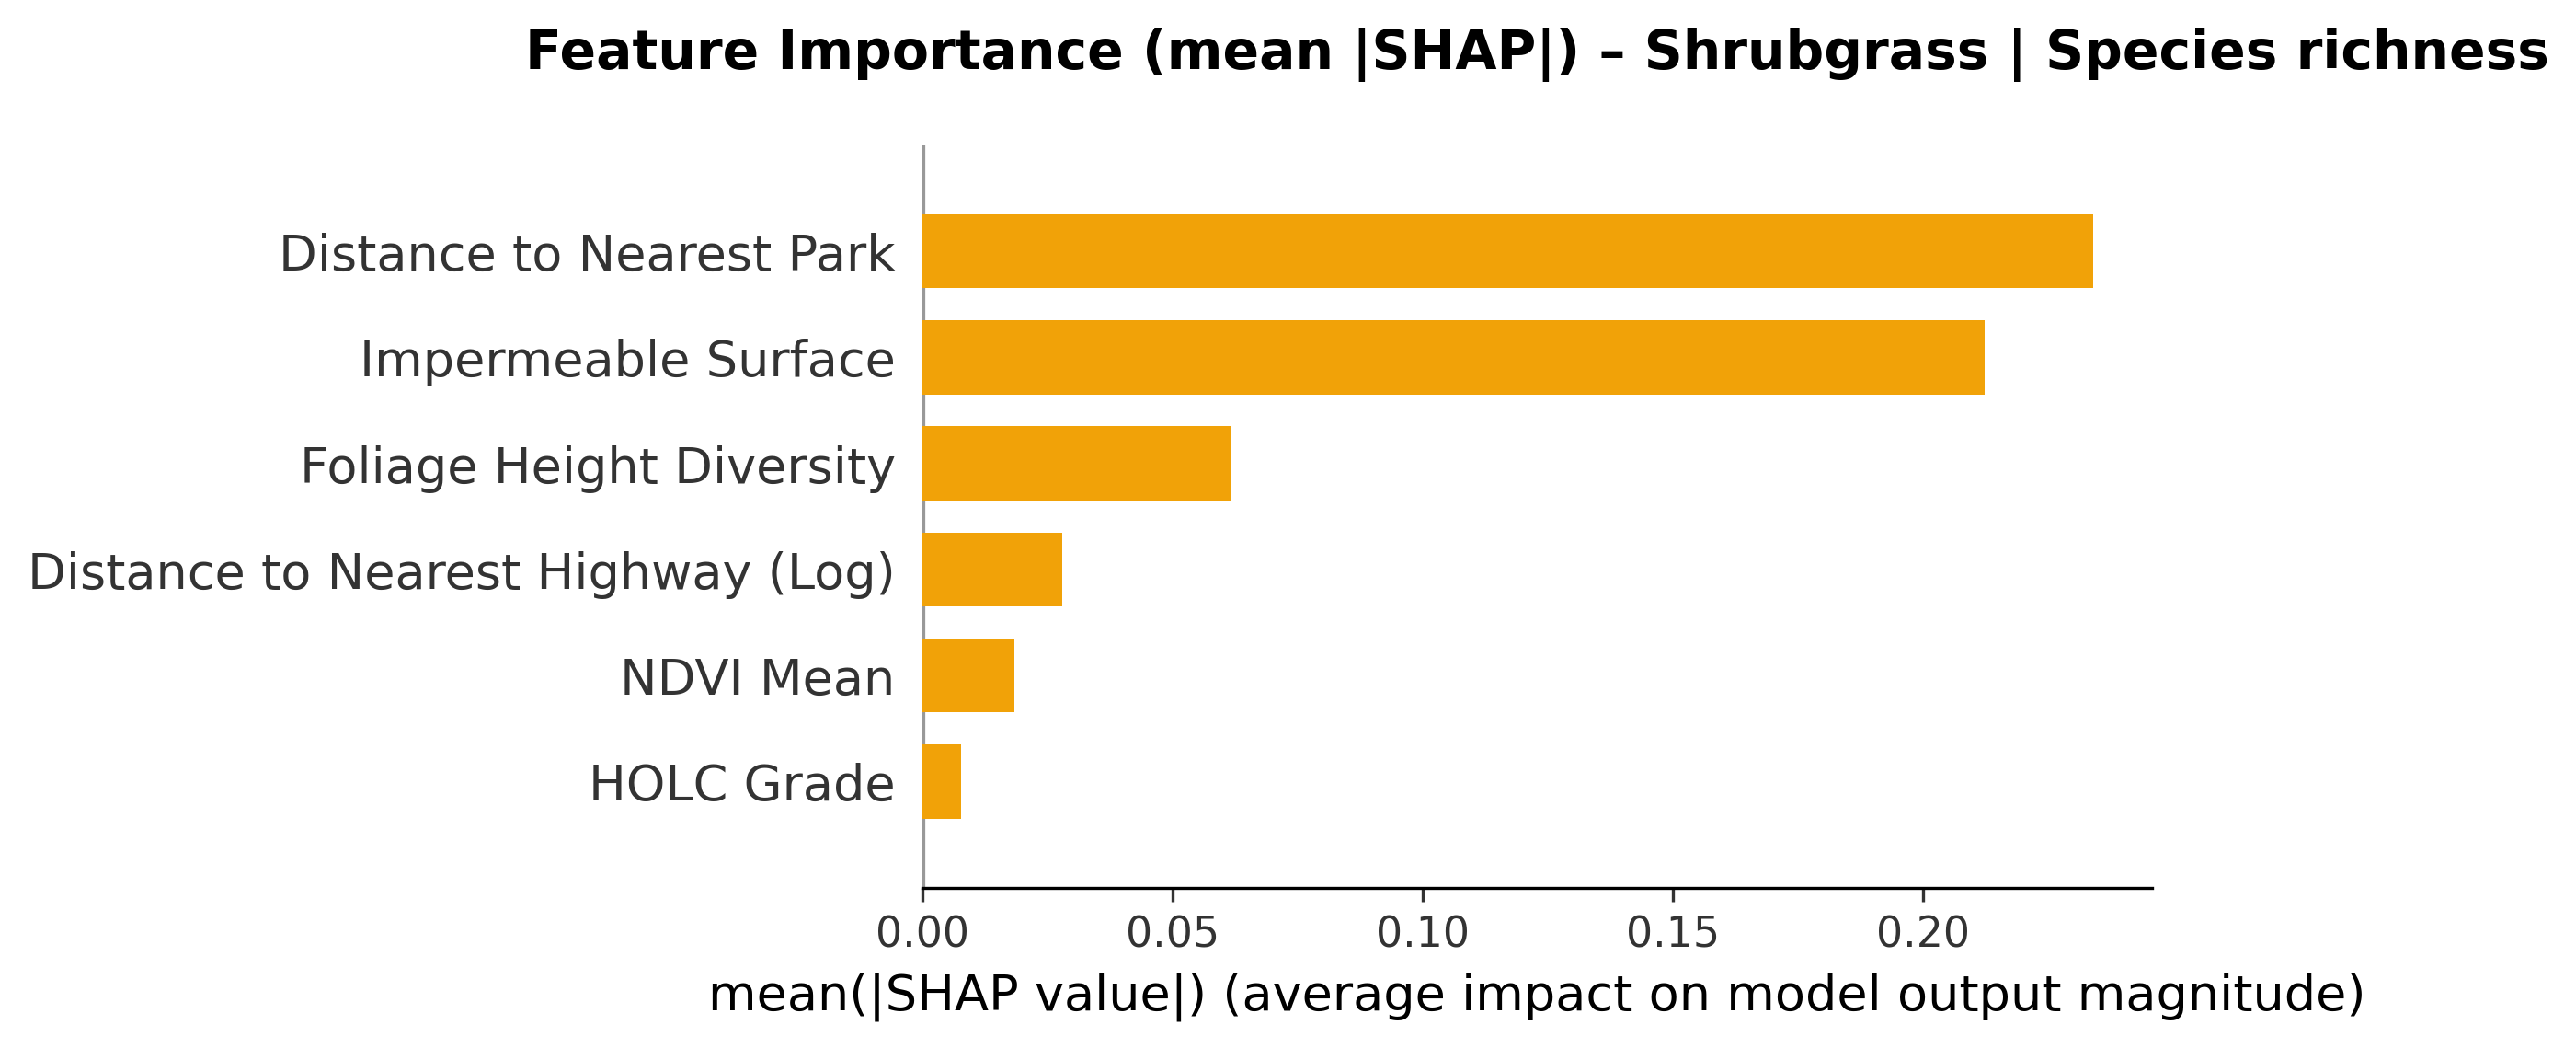 Feature Importance (mean |SHAP|) – Shrubgrass | Species richness
Distance to Nearest Park
Impermeable Surface
Foliage Height Diversity
Distance to Nearest Highway (Log)
NDVI Mean
HOLC Grade
0.00 0.05 0.10 0.15 0.20
mean(|SHAP value|) (average impact on model output magnitude)